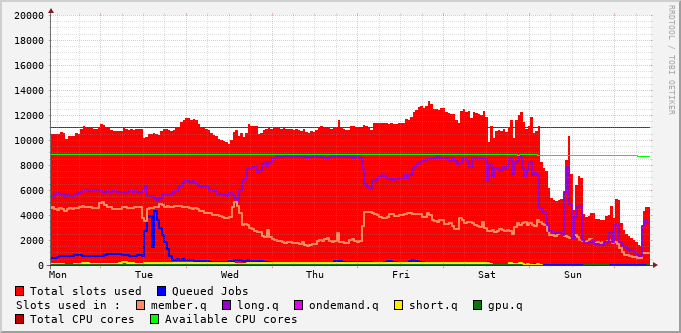 20000
18000
16000
14000
12000
10000
8000
6000
4000
2000
0
Mon Tue Wed Thu Fri Sat Sun
RRDTOOL / TOBI OETIKER
Total slots used Queued Jobs
Slots used in : member.q long.q ondemand.q short.q gpu.q
Total CPU cores Available CPU cores